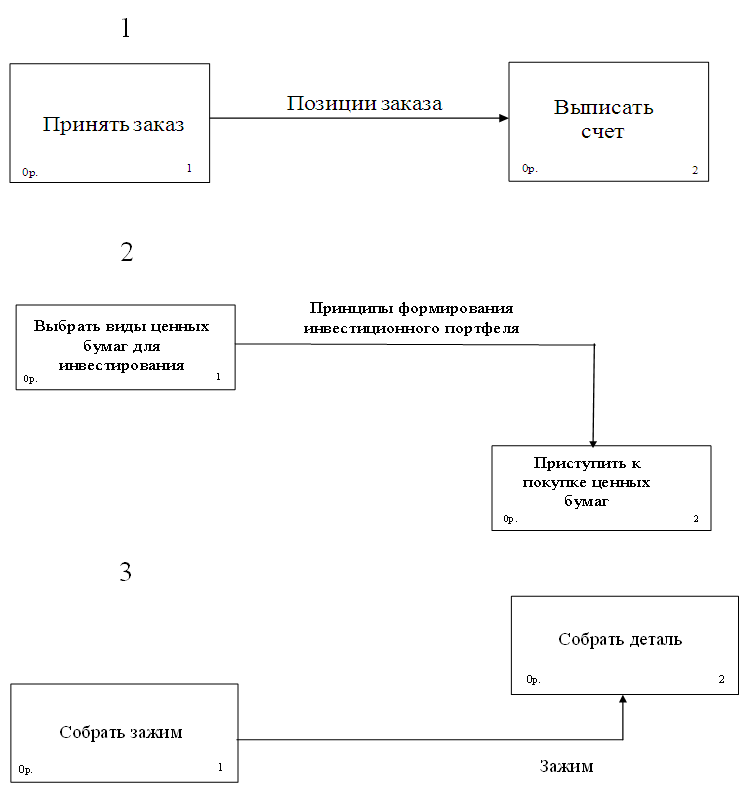 1
Принять заказ
0р.
1
Позиции заказа
Выписать
счет
0р.
2
2
Выбрать виды ценных
бумаг для
инвестирования
0р.
1
Принципы формирования
инвестиционного портфеля
Приступить к
покупке ценных
бумаг
0р.
2
3
Собрать деталь
0р.
2
Собрать зажим
0р.
1
Зажим